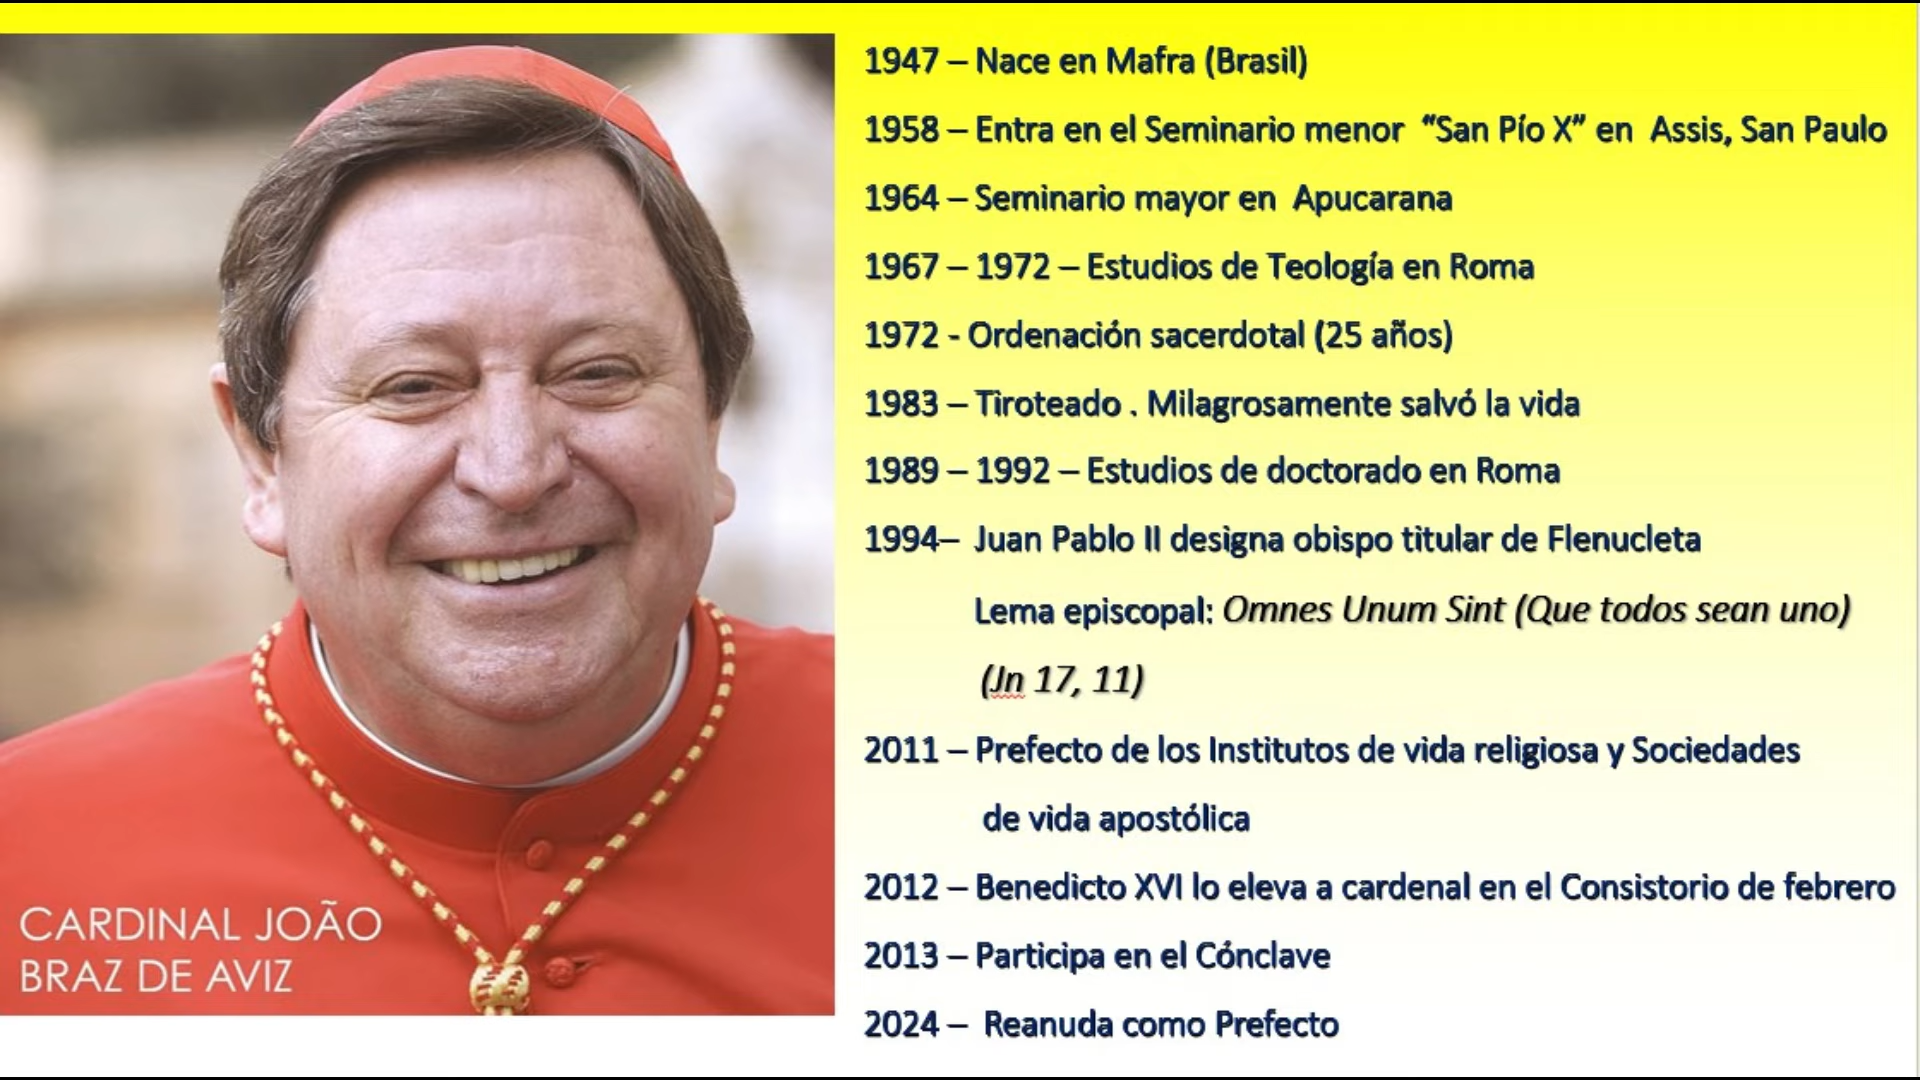 1947 – Nace en Mafra (Brasil)
1958 – Entra en el Seminario menor “San Pío X” en Assis, San Paulo
1964 – Seminario mayor en Apucarana
1967 – 1972 – Estudios de Teología en Roma
1972 - Ordenación sacerdotal (25 años)
1983 – Tiroteado . Milagrosamente salvó la vida
1989 – 1992 – Estudios de doctorado en Roma
1994– Juan Pablo II designa obispo titular de Flenucleta
Lema episcopal: Omnes Unum Sint (Que todos sean uno)
(Jn 17, 11)
2011 – Prefecto de los Institutos de vida religiosa y Sociedades
de vida apostólica
2012 – Benedicto XVI lo eleva a cardenal en el Consistorio de febrero
2013 – Participa en el Cónclave
2024 – Reanuda como Prefecto
CARDINAL JOÃO
BRAZ DE AVIZ